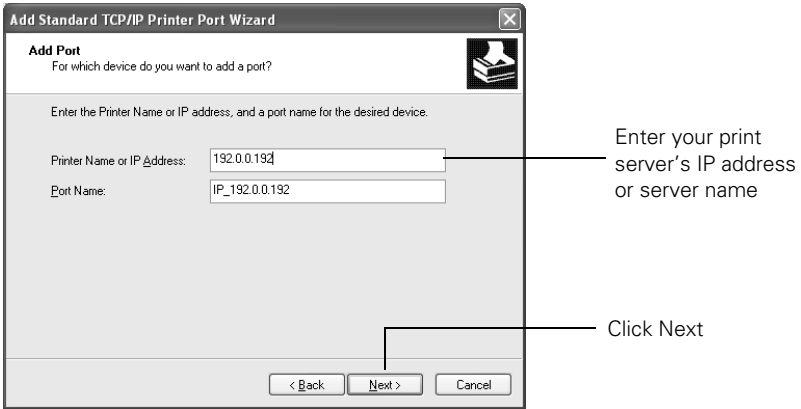 Add Standard TCP/IP Printer Port Wizard
Add Port
For which device do you want to add a port?
Enter the Printer Name or IP address, and a port name for the desired device.
Printer Name or IP Address: 192.0.0.192
Port Name: IP_192.0.0.192
Enter your print
server's IP address
or server name
Click Next
< Back Next > Cancel